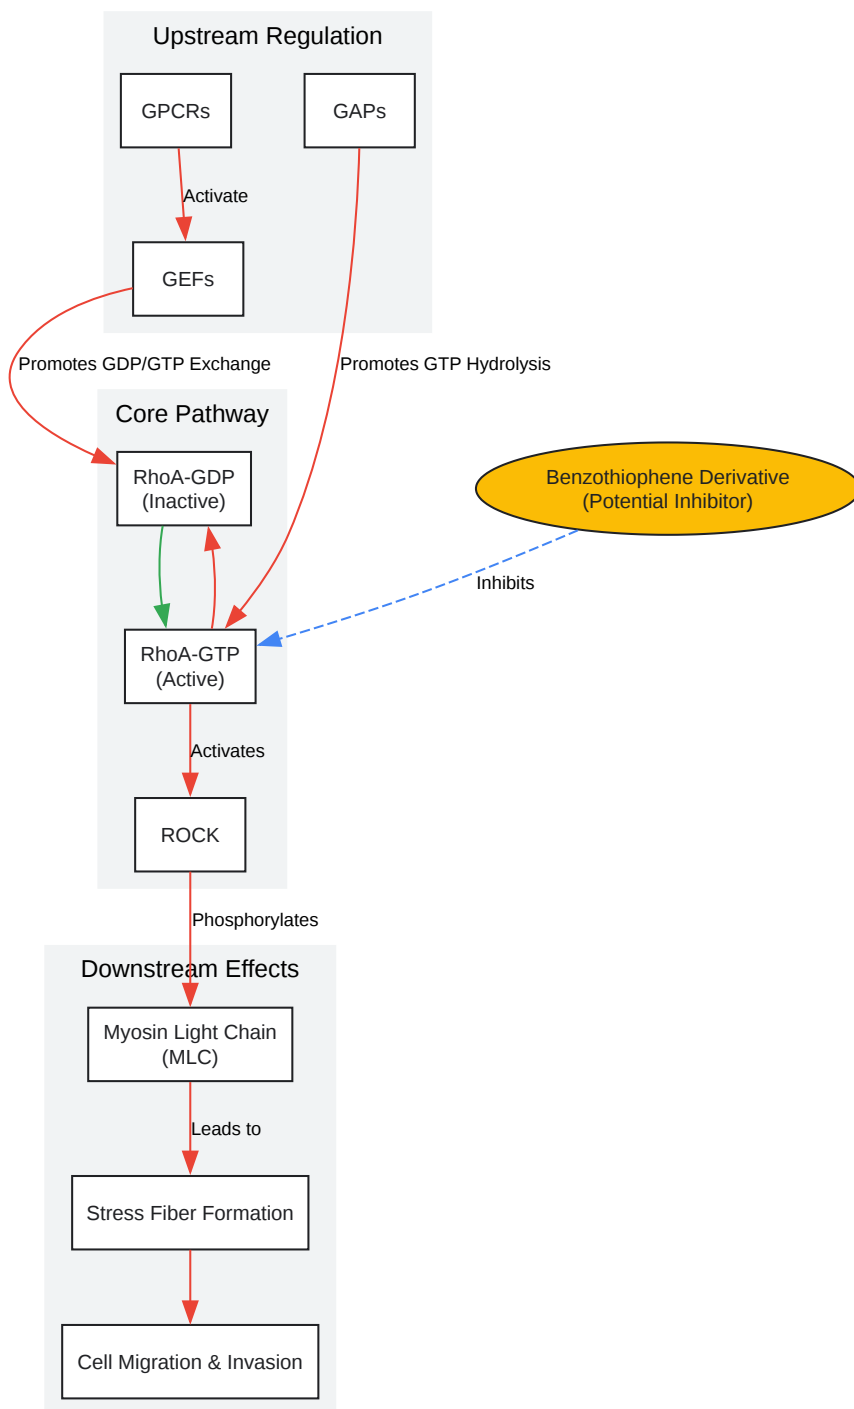 Upstream Regulation
GPCRs
GAPs
Activate
GEFs
Promotes GDP/GTP Exchange
Promotes GTP Hydrolysis
Core Pathway
RhoA-GDP
(Inactive)
Benzothiophene Derivative
(Potential Inhibitor)
Inhibits
RhoA-GTP
(Active)
Activates
ROCK
Phosphorylates
Downstream Effects
Myosin Light Chain
(MLC)
Leads to
Stress Fiber Formation
Cell Migration & Invasion